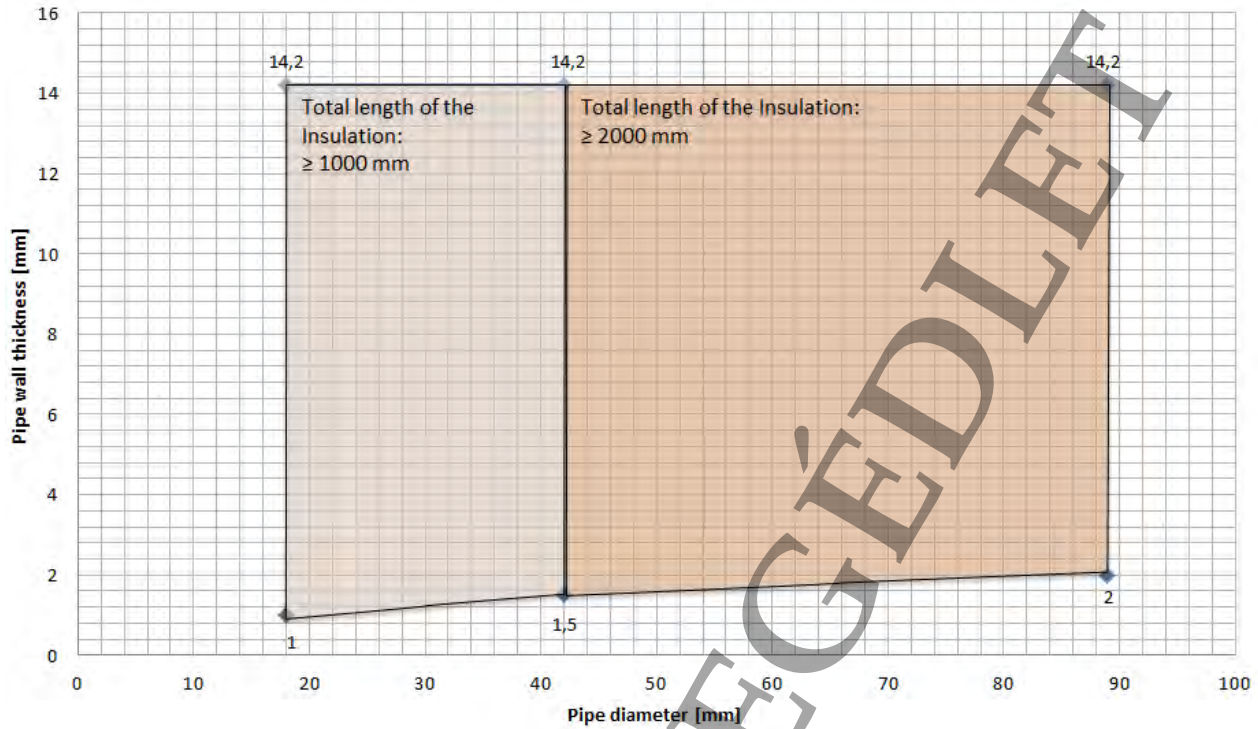 16
14,2 14,2 14,2
14
Total length of the
Insulation:
≥ 1000 mm
Total length of the Insulation:
≥ 2000 mm
12
10
8
6
4
2
0
Pipe wall thickness [mm]
1
1,5
2
0 10 20 30 40 50 60 70 80 90 100
Pipe diameter [mm]
EGÉDLET